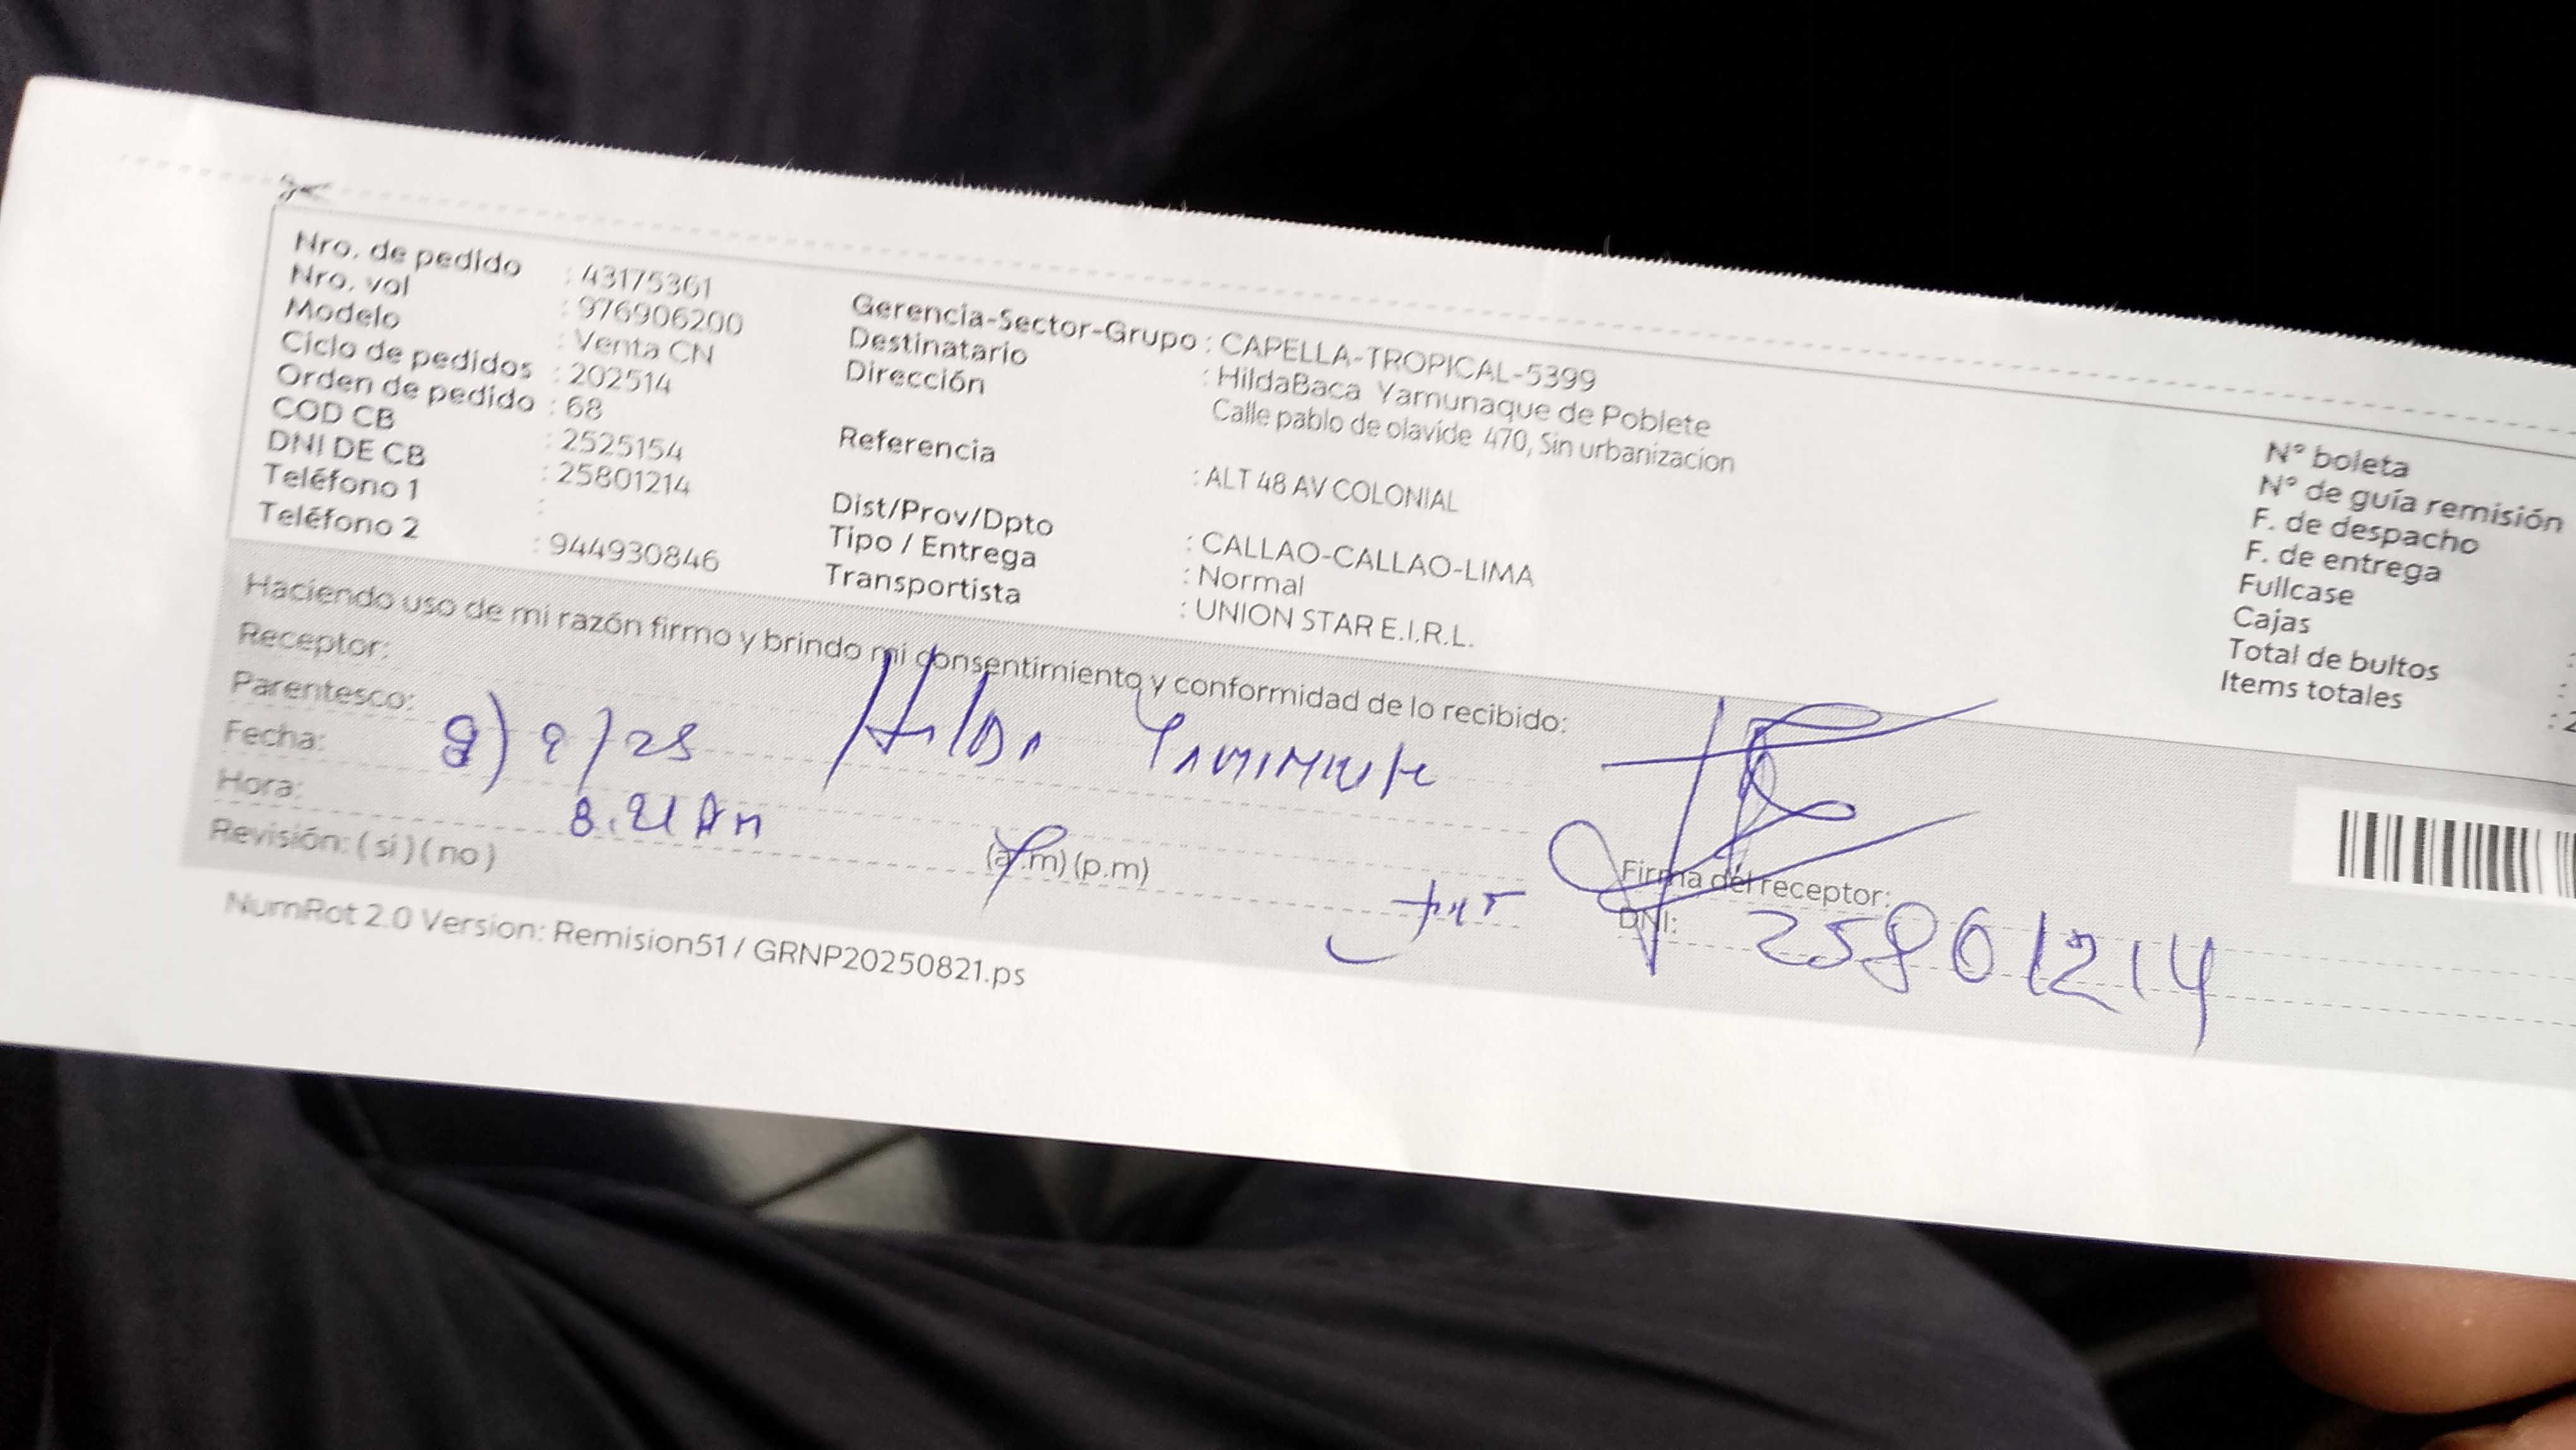 Nro. de pedido : 43175361
Nro. vol : 976906200
Modelo : Venta CN
Ciclo de pedidos : 202514
Orden de pedido : 68
COD CB : 2525154
DNI DE CB : 25801214
Teléfono 1 :
Teléfono 2 : 944930846
Gerencia-Sector-Grupo : CAPELLA-TROPICAL-5399
Destinatario : HildaBaca Yarnunaque de Poblete
Dirección Calle pablo de olavide 470, Sin urbanizacion
Referencia : ALT 48 AV COLONIAL
Dist/Prov/Dpto : CALLAO-CALLAO-LIMA
Tipo / Entrega : Normal
Transportista : UNION STAR E.I.R.L.
N° boleta
N° de guía remisión
F. de despacho
F. de entrega
Fullcase
Cajas :
Total de bultos :
Items totales : 2
Haciendo uso de mi razón firmo y brindo mi consentimiento y conformidad de lo recibido:
Receptor: Hilda
Parentesco:
Fecha:
Hora: (a.m) (p.m)
Revisión: ( si ) ( no )
Firma del receptor:
DNI: 25801214
NumRot 2.0 Version: Remision51 / GRNP20250821.ps